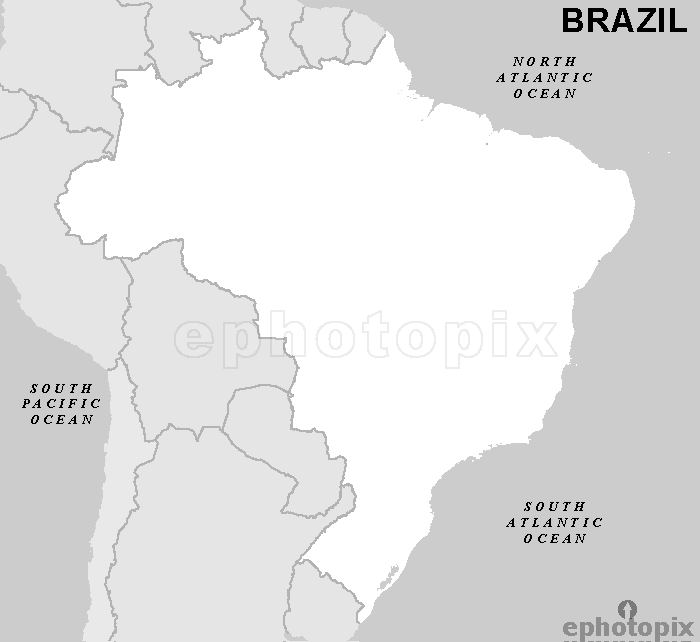 BRAZIL
NORTH
ATLANTIC
OCEAN
ephotopix
SOUTH
PACIFIC
OCEAN
SOUTH
ATLANTIC
OCEAN
ephotopix